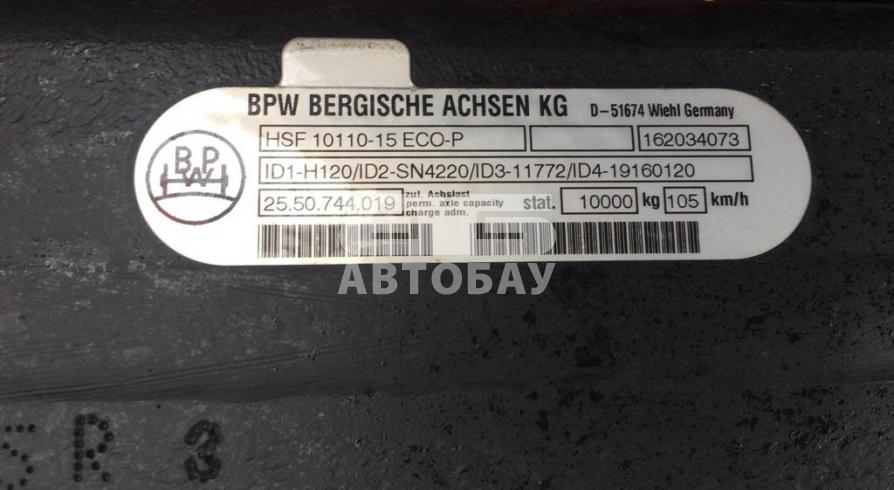 BPW BERGISCHE ACHSEN KG D-51674 Wiehl Germany
BPW
HSF 10110-15 ECO-P 162034073
ID1-H120/ID2-SN4220/ID3-11772/ID4-19160120
25.50.744.019 zul. Achslast stat. 10000 kg 105 km/h
perm. axle capacity
charge adm.
АВТОБАУ
R 3